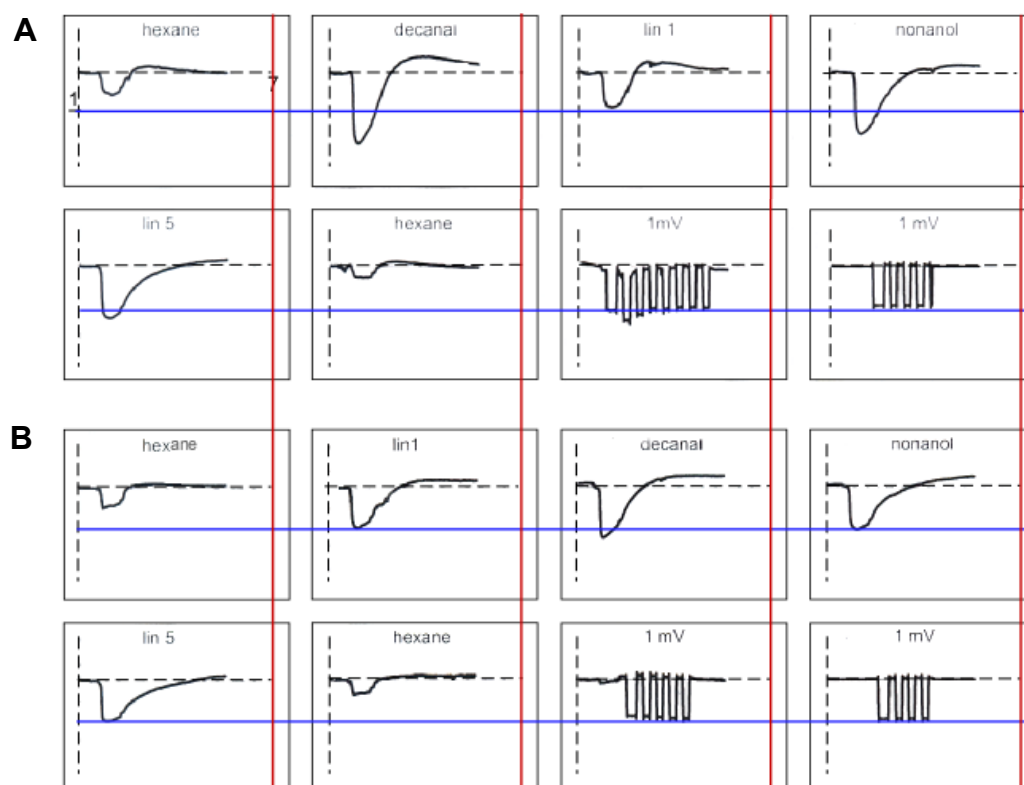 A
hexane
decanal
lin 1
nonanol
1
7
lin 5
hexane
1mV
1 mV
B
hexane
lin1
decanal
nonanol
lin 5
hexane
1 mV
1 mV